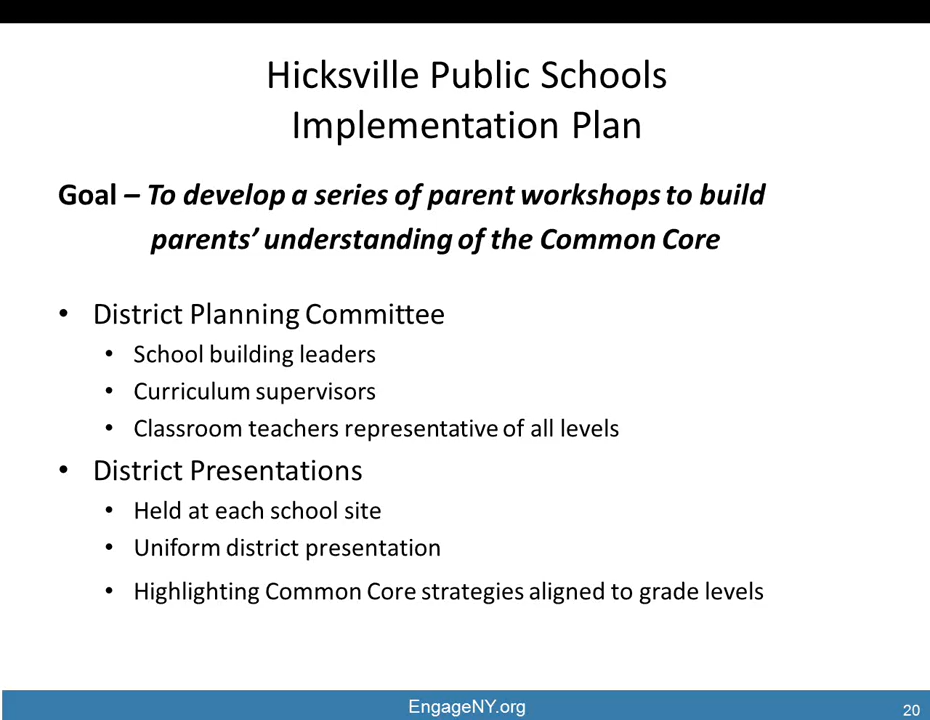 Hicksville Public Schools
Implementation Plan
Goal – To develop a series of parent workshops to build
parents’ understanding of the Common Core
• District Planning Committee
• School building leaders
• Curriculum supervisors
• Classroom teachers representative of all levels
• District Presentations
• Held at each school site
• Uniform district presentation
• Highlighting Common Core strategies aligned to grade levels
EngageNY.org
20